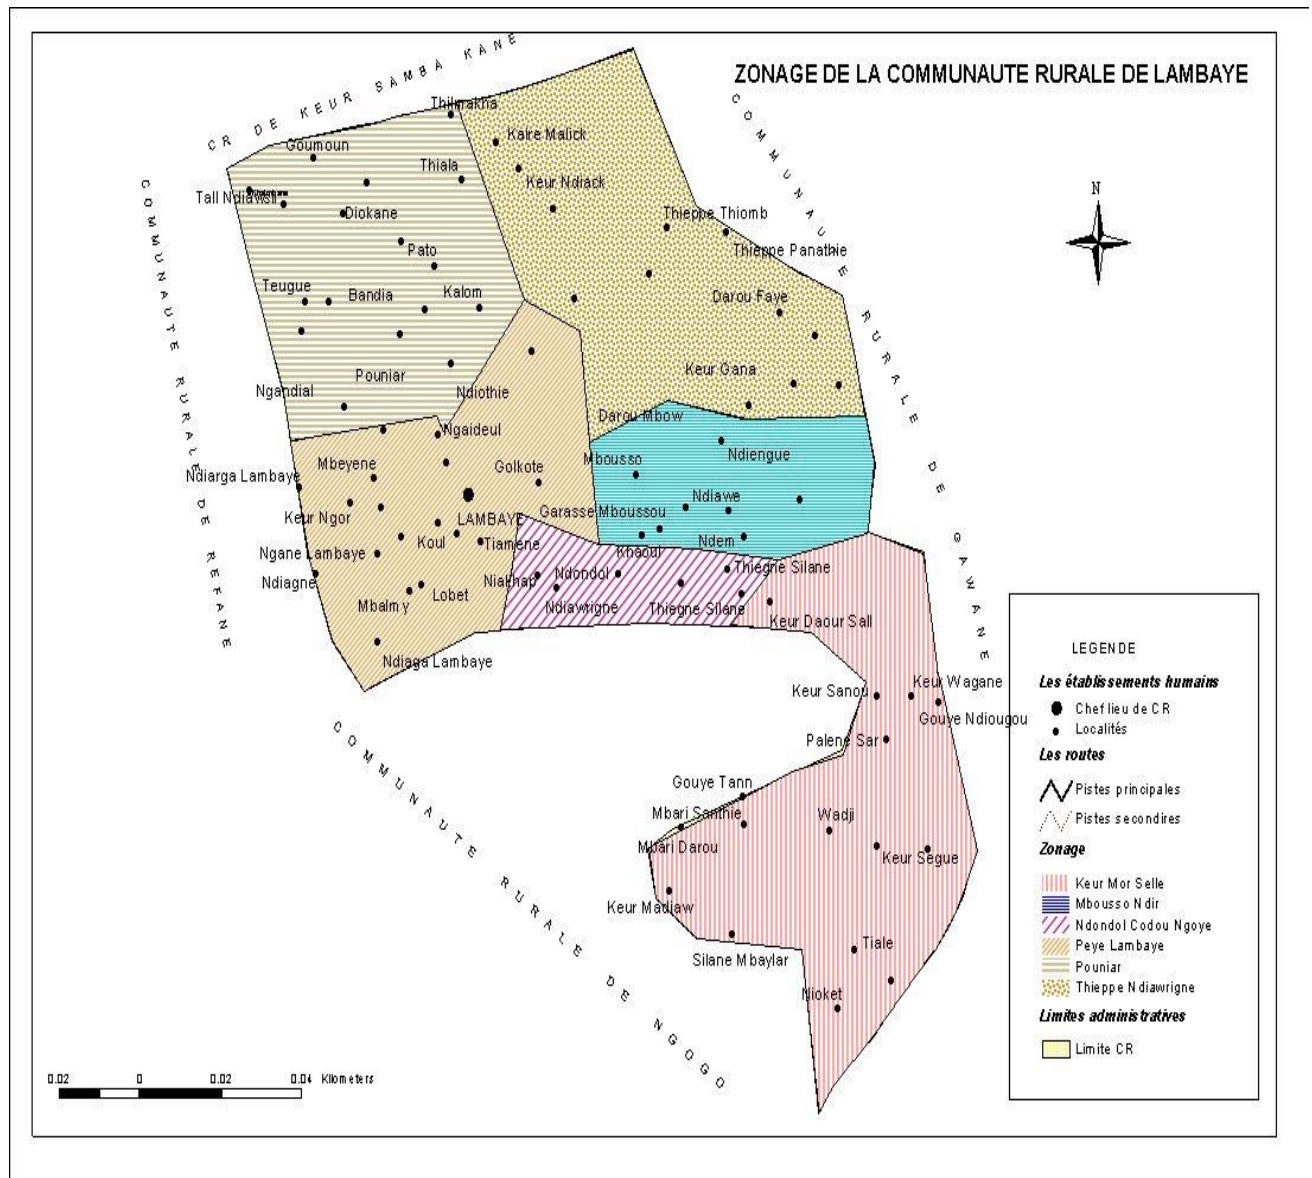 ZONAGE DE LA COMMUNAUTE RURALE DE LAMBAYE
CR DE KEUR SAMBA KANE
COMMUNAUTE RURALE DE GAWANE
COMMUNAUTE RURALE DE REFANE
COMMUNAUTE RURALE DE NGOGO
N
Thilmakha
Kaire Malick
Goumoun
Thiala
Keur Ndiack
Tall Ndiawsir
Diokane
Thieppe Thiomb
Thieppe Panathie
Pato
Teugue
Bandia
Kalom
Darou Faye
Ngandial
Pouniar
Ndiothie
Keur Gana
Darou Mbow
Ngaideul
Mbeyene
Ndiarga Lambaye
Golkote
Mbousso
Ndiengue
Keur Ngor
LAMBAYE
Garasse Mboussou
Ndiawe
Ngane Lambaye
Koul
Tiamene
Khaoul
Ndem
Ndiagne
Niakhap
Ndondol
Thiegne Silane
Mbalmy
Lobet
Ndiawrigne
Thiegne Silane
Keur Daour Sall
Ndiaga Lambaye
Keur Sanou
Keur Wagane
Gouye Ndiougou
Palene Sar
Gouye Tann
Mbari Santhie
Wadji
Mbari Darou
Keur Segue
Keur Madiaw
Silane Mbaylar
Tiale
Nioket
LEGENDE
Les établissements humains
Chef lieu de CR
Localités
Les routes
Pistes principales
Pistes secondires
Zonage
Keur Mor Selle
Mbousso Ndir
Ndondol Codou Ngoye
Peye Lambaye
Pouniar
Thieppe Ndiawrigne
Limites administratives
Limite CR
0.02 0 0.02 0.04 Kilometers